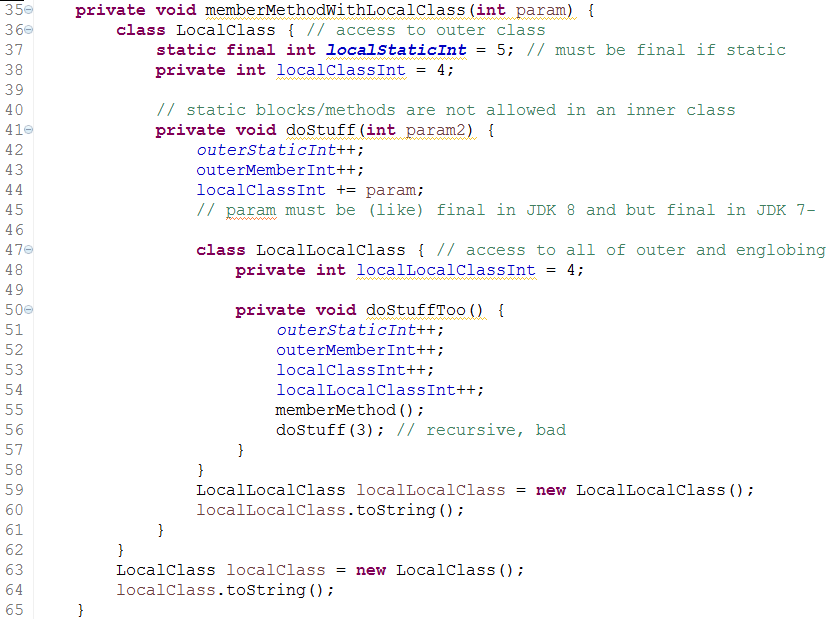 35 private void memberMethodWithLocalClass(int param) {
36 class LocalClass { // access to outer class
37 static final int localStaticInt = 5; // must be final if static
38 private int localClassInt = 4;
39
40 // static blocks/methods are not allowed in an inner class
41 private void doStuff(int param2) {
42 outerStaticInt++;
43 outerMemberInt++;
44 localClassInt += param;
45 // param must be (like) final in JDK 8 and but final in JDK 7-
46
47 class LocalLocalClass { // access to all of outer and englobing
48 private int localLocalClassInt = 4;
49
50 private void doStuffToo() {
51 outerStaticInt++;
52 outerMemberInt++;
53 localClassInt++;
54 localLocalClassInt++;
55 memberMethod();
56 doStuff(3); // recursive, bad
57 }
58 }
59 LocalLocalClass localLocalClass = new LocalLocalClass();
60 localLocalClass.toString();
61 }
62 }
63 LocalClass localClass = new LocalClass();
64 localClass.toString();
65 }